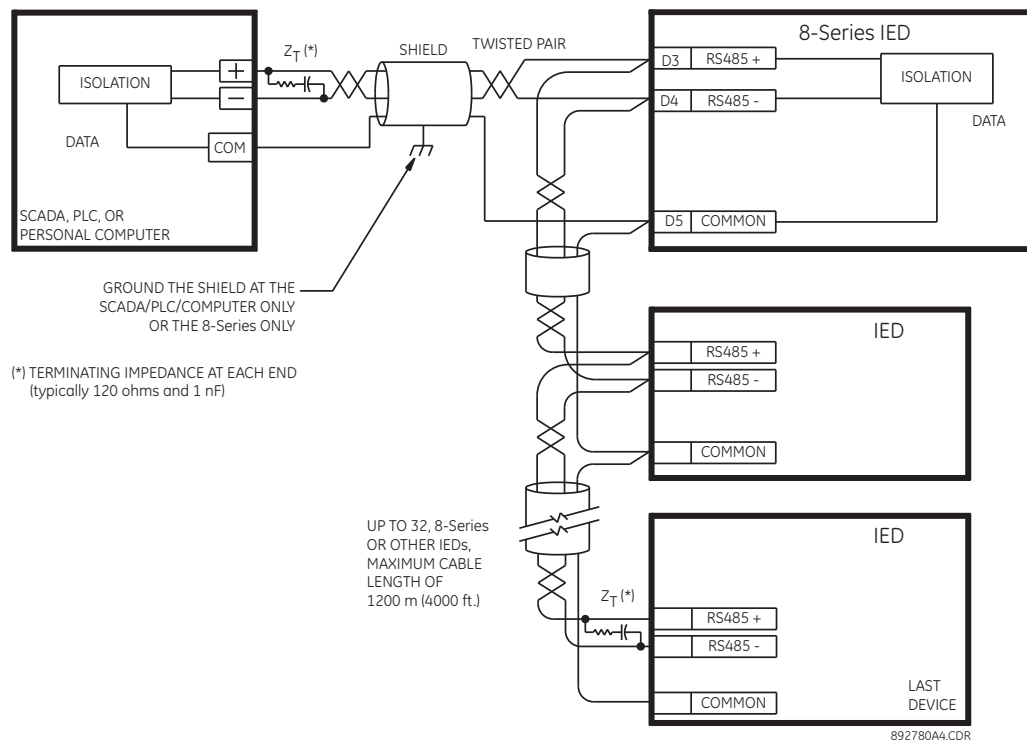 Z_T (*)
SHIELD
TWISTED PAIR
8-Series IED
+
−
ISOLATION
DATA
COM
SCADA, PLC, OR
PERSONAL COMPUTER
D3 RS485 +
D4 RS485 -
ISOLATION
DATA
D5 COMMON
GROUND THE SHIELD AT THE
SCADA/PLC/COMPUTER ONLY
OR THE 8-Series ONLY
(*) TERMINATING IMPEDANCE AT EACH END
(typically 120 ohms and 1 nF)
IED
RS485 +
RS485 -
COMMON
UP TO 32, 8-Series
OR OTHER IEDs,
MAXIMUM CABLE
LENGTH OF
1200 m (4000 ft.)
Z_T (*)
IED
RS485 +
RS485 -
COMMON
LAST
DEVICE
892780A4.CDR